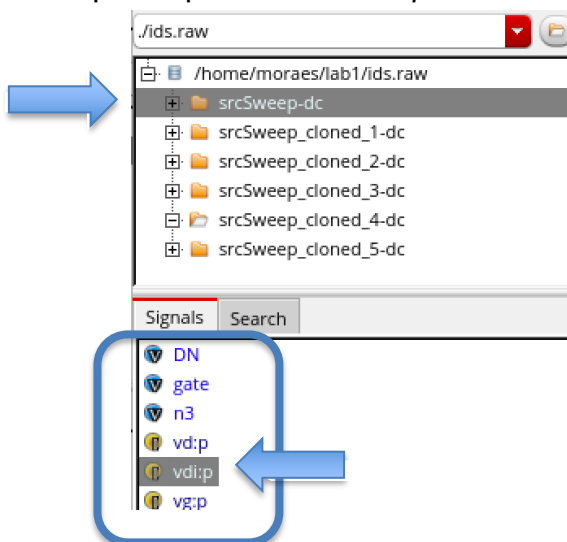 ./ids.raw
/home/moraes/lab1/ids.raw
srcSweep-dc
srcSweep_cloned_1-dc
srcSweep_cloned_2-dc
srcSweep_cloned_3-dc
srcSweep_cloned_4-dc
srcSweep_cloned_5-dc
Signals Search
DN
gate
n3
vd:p
vdi:p
vg:p